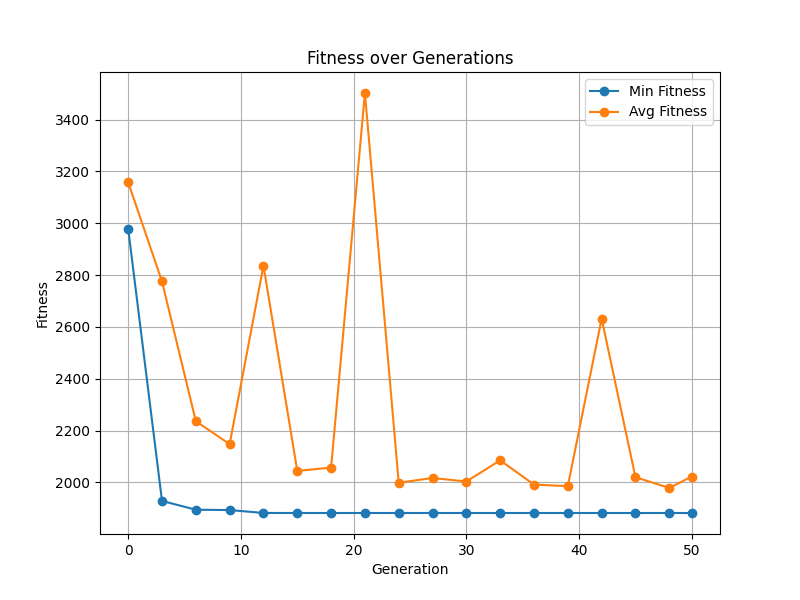 Fitness over Generations
Min Fitness
Avg Fitness
3400
3200
3000
2800
2600
2400
2200
2000
Fitness
0 10 20 30 40 50
Generation